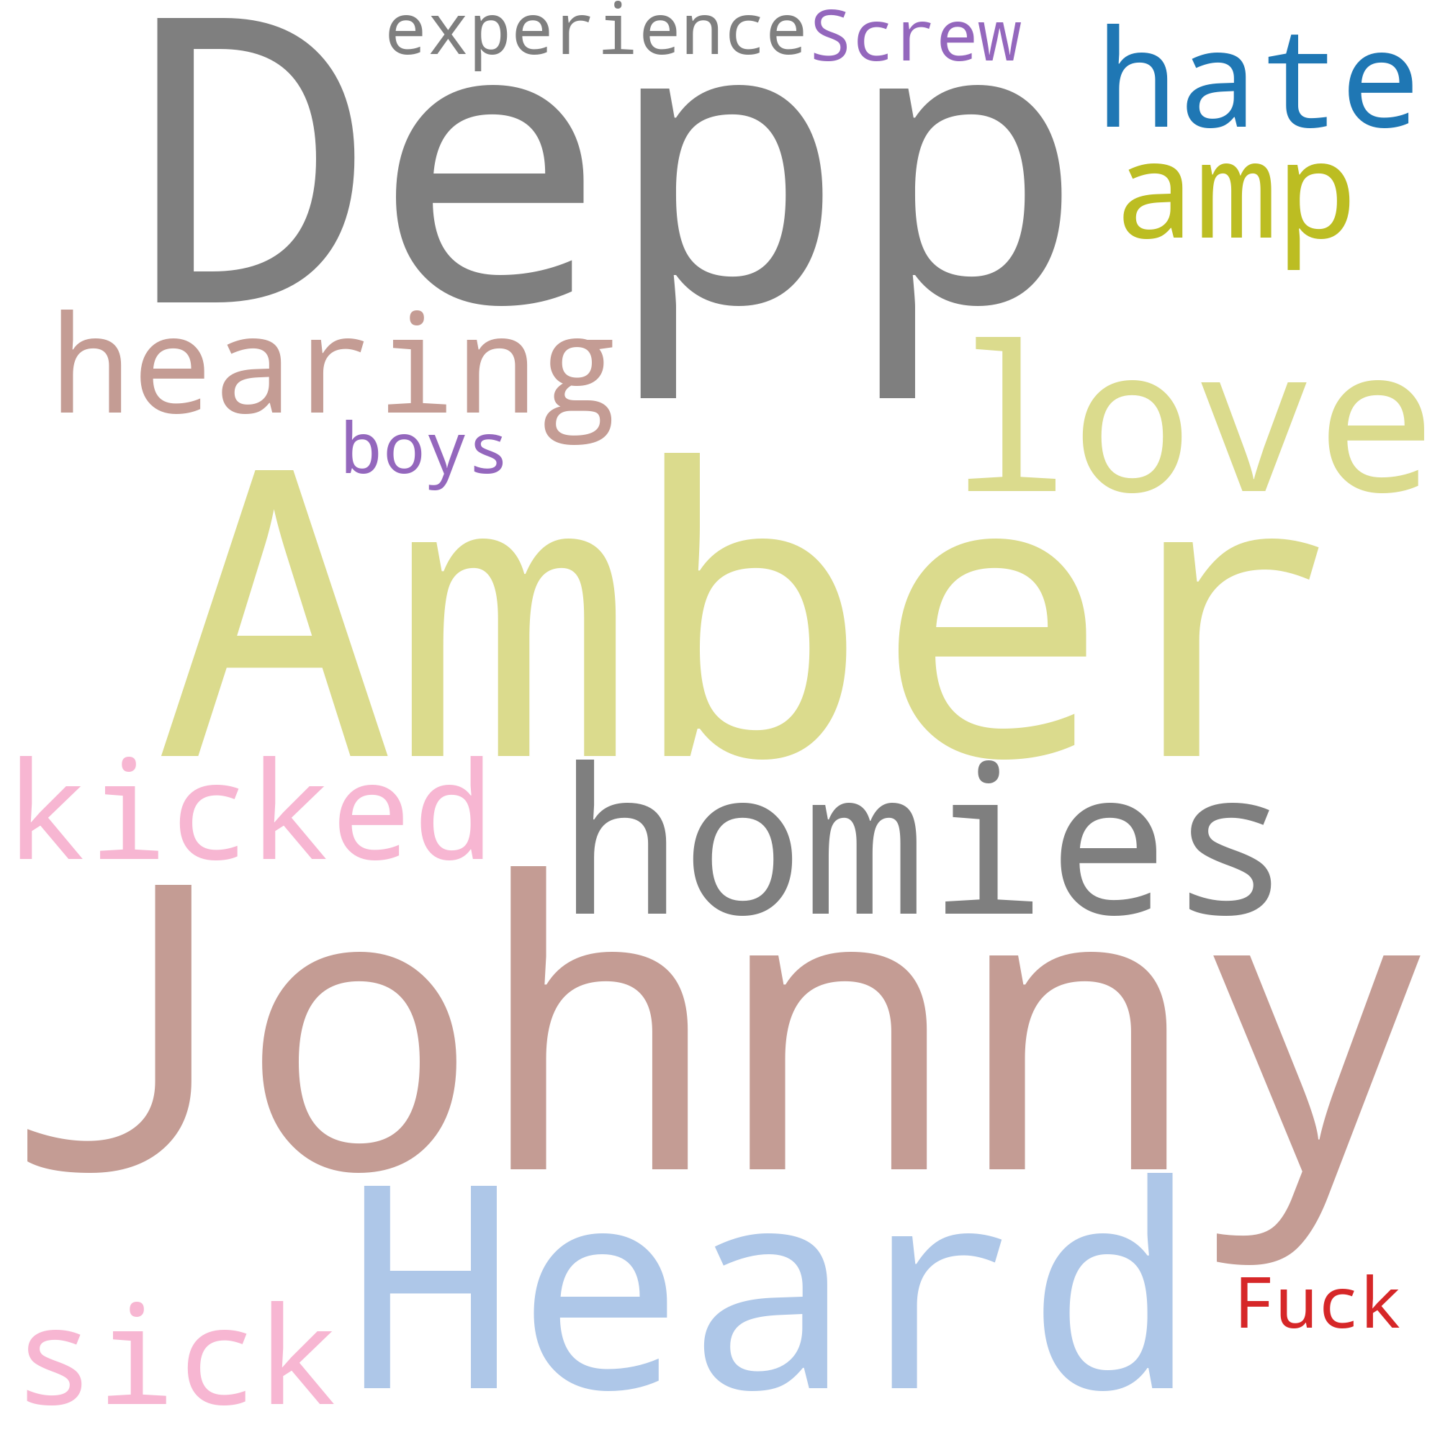 experience Screw
Depp hate
amp
hearing love
boys
Amber
kicked homies
Johnny
Heard
Fuck
sick